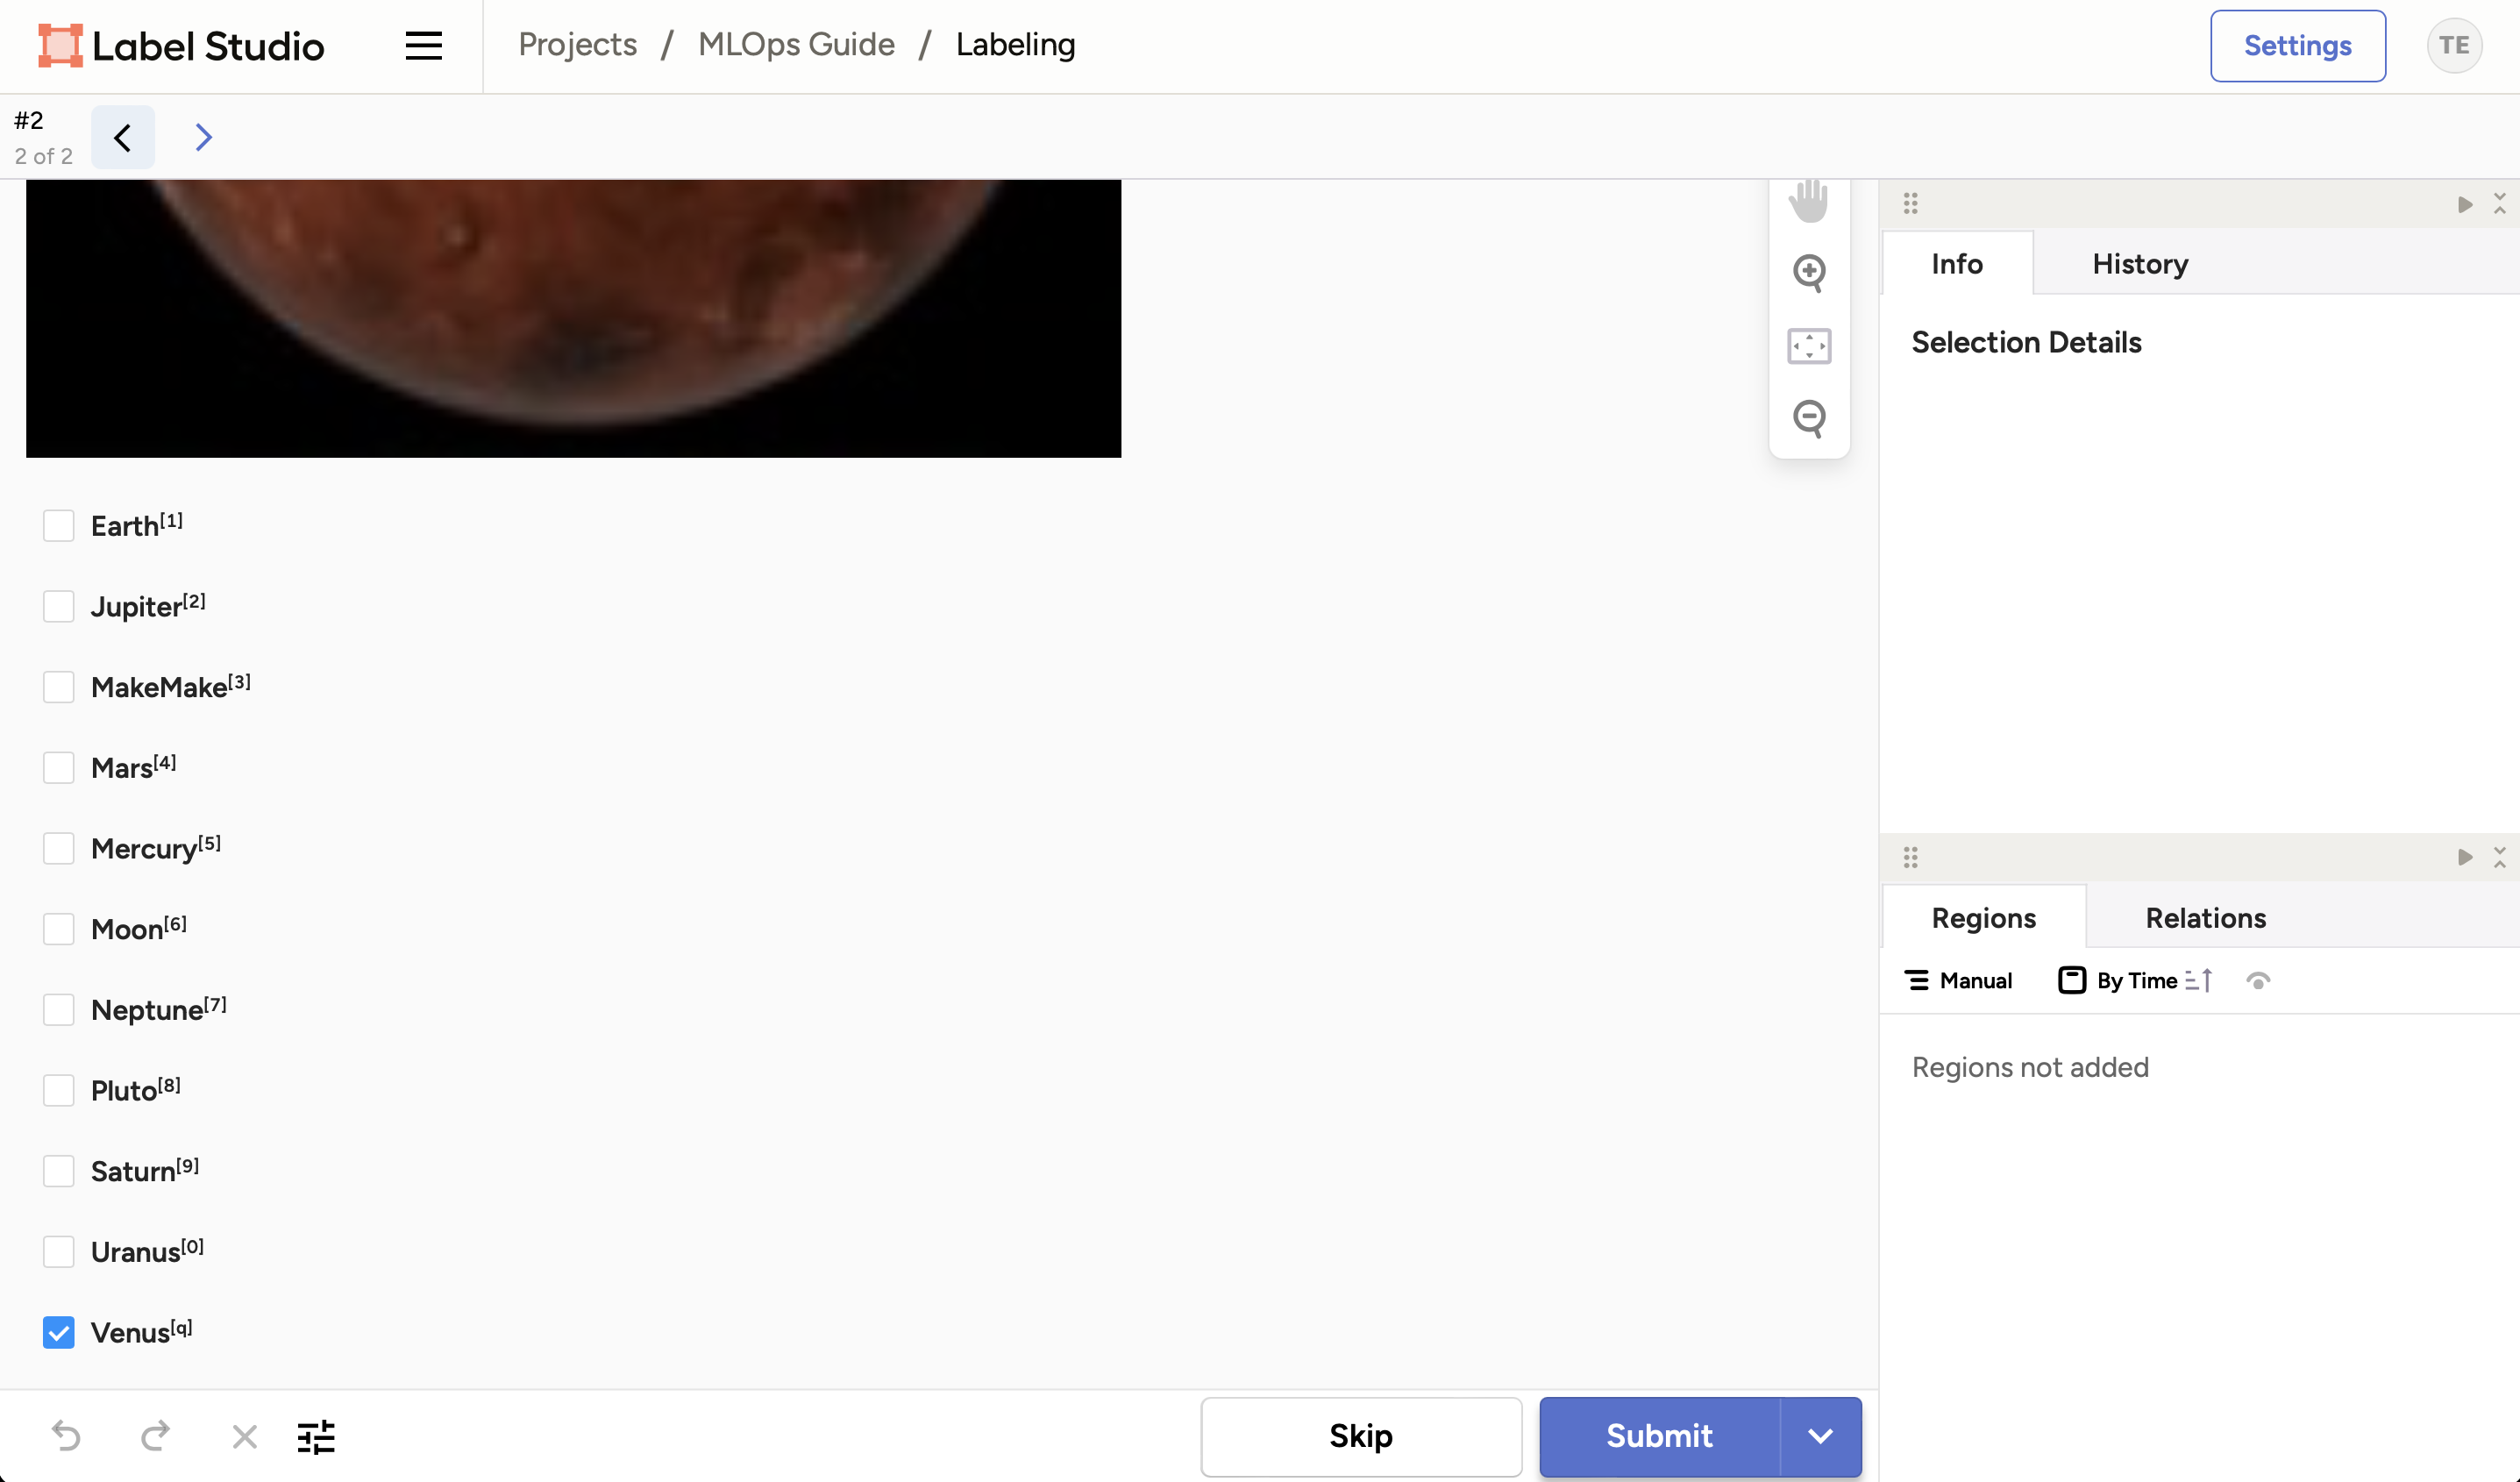 Label Studio
Projects / MLOps Guide / Labeling
Settings
TE
#2
2 of 2
Info
History
Selection Details
Earth[1]
Jupiter[2]
MakeMake[3]
Mars[4]
Mercury[5]
Moon[6]
Neptune[7]
Pluto[8]
Saturn[9]
Uranus[0]
Venus[q]
Regions
Relations
Manual
By Time
Regions not added
Skip
Submit